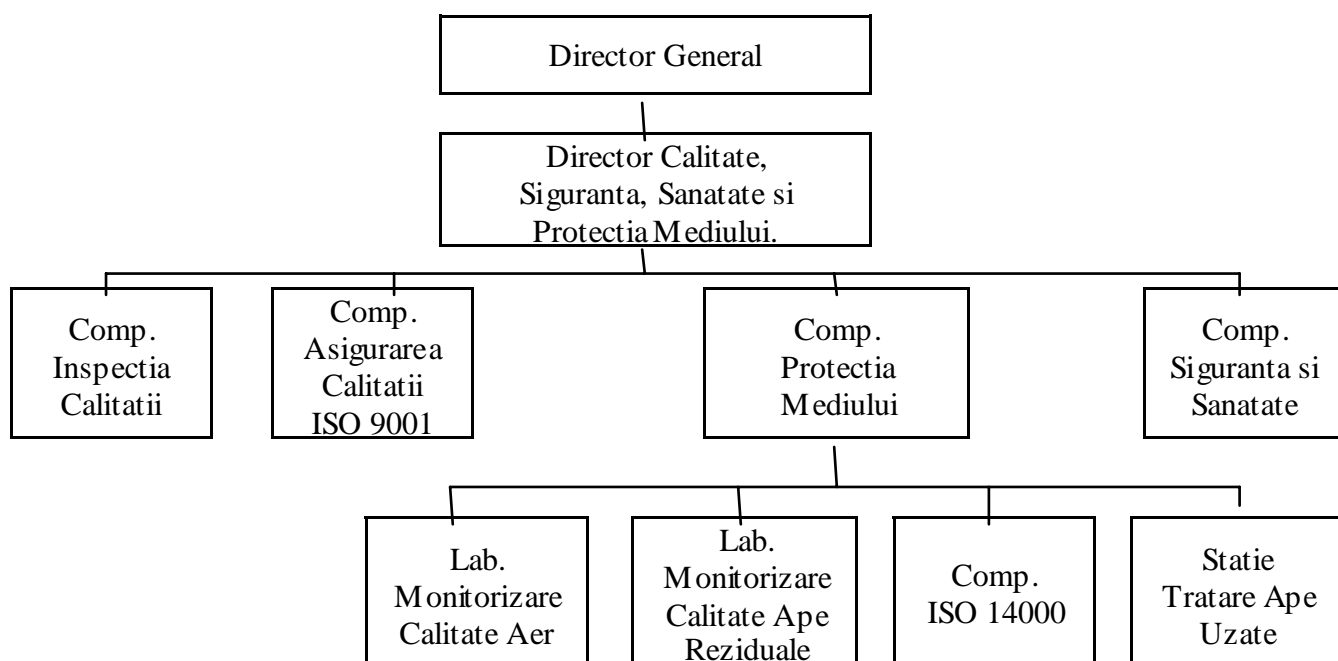 Director General
Director Calitate,
Siguranta, Sanatate si
Protectia Mediului.
Comp.
Inspectia
Calitatii
Comp.
Asigurarea
Calitatii
ISO 9001
Comp.
Protectia
Mediului
Comp.
Siguranta si
Sanatate
Lab.
Monitorizare
Calitate Aer
Lab.
Monitorizare
Calitate Ape
Reziduale
Comp.
ISO 14000
Statie
Tratare Ape
Uzate